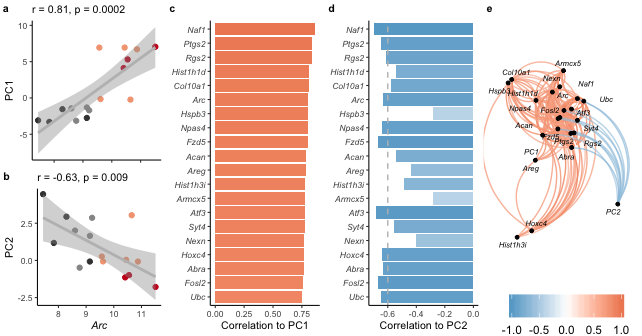 a
r = 0.81, p = 0.0002
PC1
10
5
0
-5
b
r = -0.63, p = 0.009
PC2
2.5
0.0
-2.5
8
9
10
11
Arc
c
Naf1
Ptgs2
Rgs2
Hist1h1d
Col10a1
Arc
Hspb3
Npas4
Fzd5
Acan
Areg
Hist1h3i
Armcx5
Atf3
Syt4
Nexn
Hoxc4
Abra
Fosl2
Ubc
0.00
0.25
0.50
0.75
Correlation to PC1
d
Naf1
Ptgs2
Rgs2
Hist1h1d
Col10a1
Arc
Hspb3
Npas4
Fzd5
Acan
Areg
Hist1h3i
Armcx5
Atf3
Syt4
Nexn
Hoxc4
Abra
Fosl2
Ubc
-0.6
-0.4
-0.2
0.0
Correlation to PC2
e
Armcx5
Col10a1
Nexn
Naf1
Hspb3
Hist1h1d
Arc
Ubc
Npas4
Fosl2
Atf3
Acan
Syt4
Fzd5
Ptgs2
Rgs2
PC1
Abra
Areg
PC2
Hoxc4
Hist1h3i
-1.0
-0.5
0.0
0.5
1.0